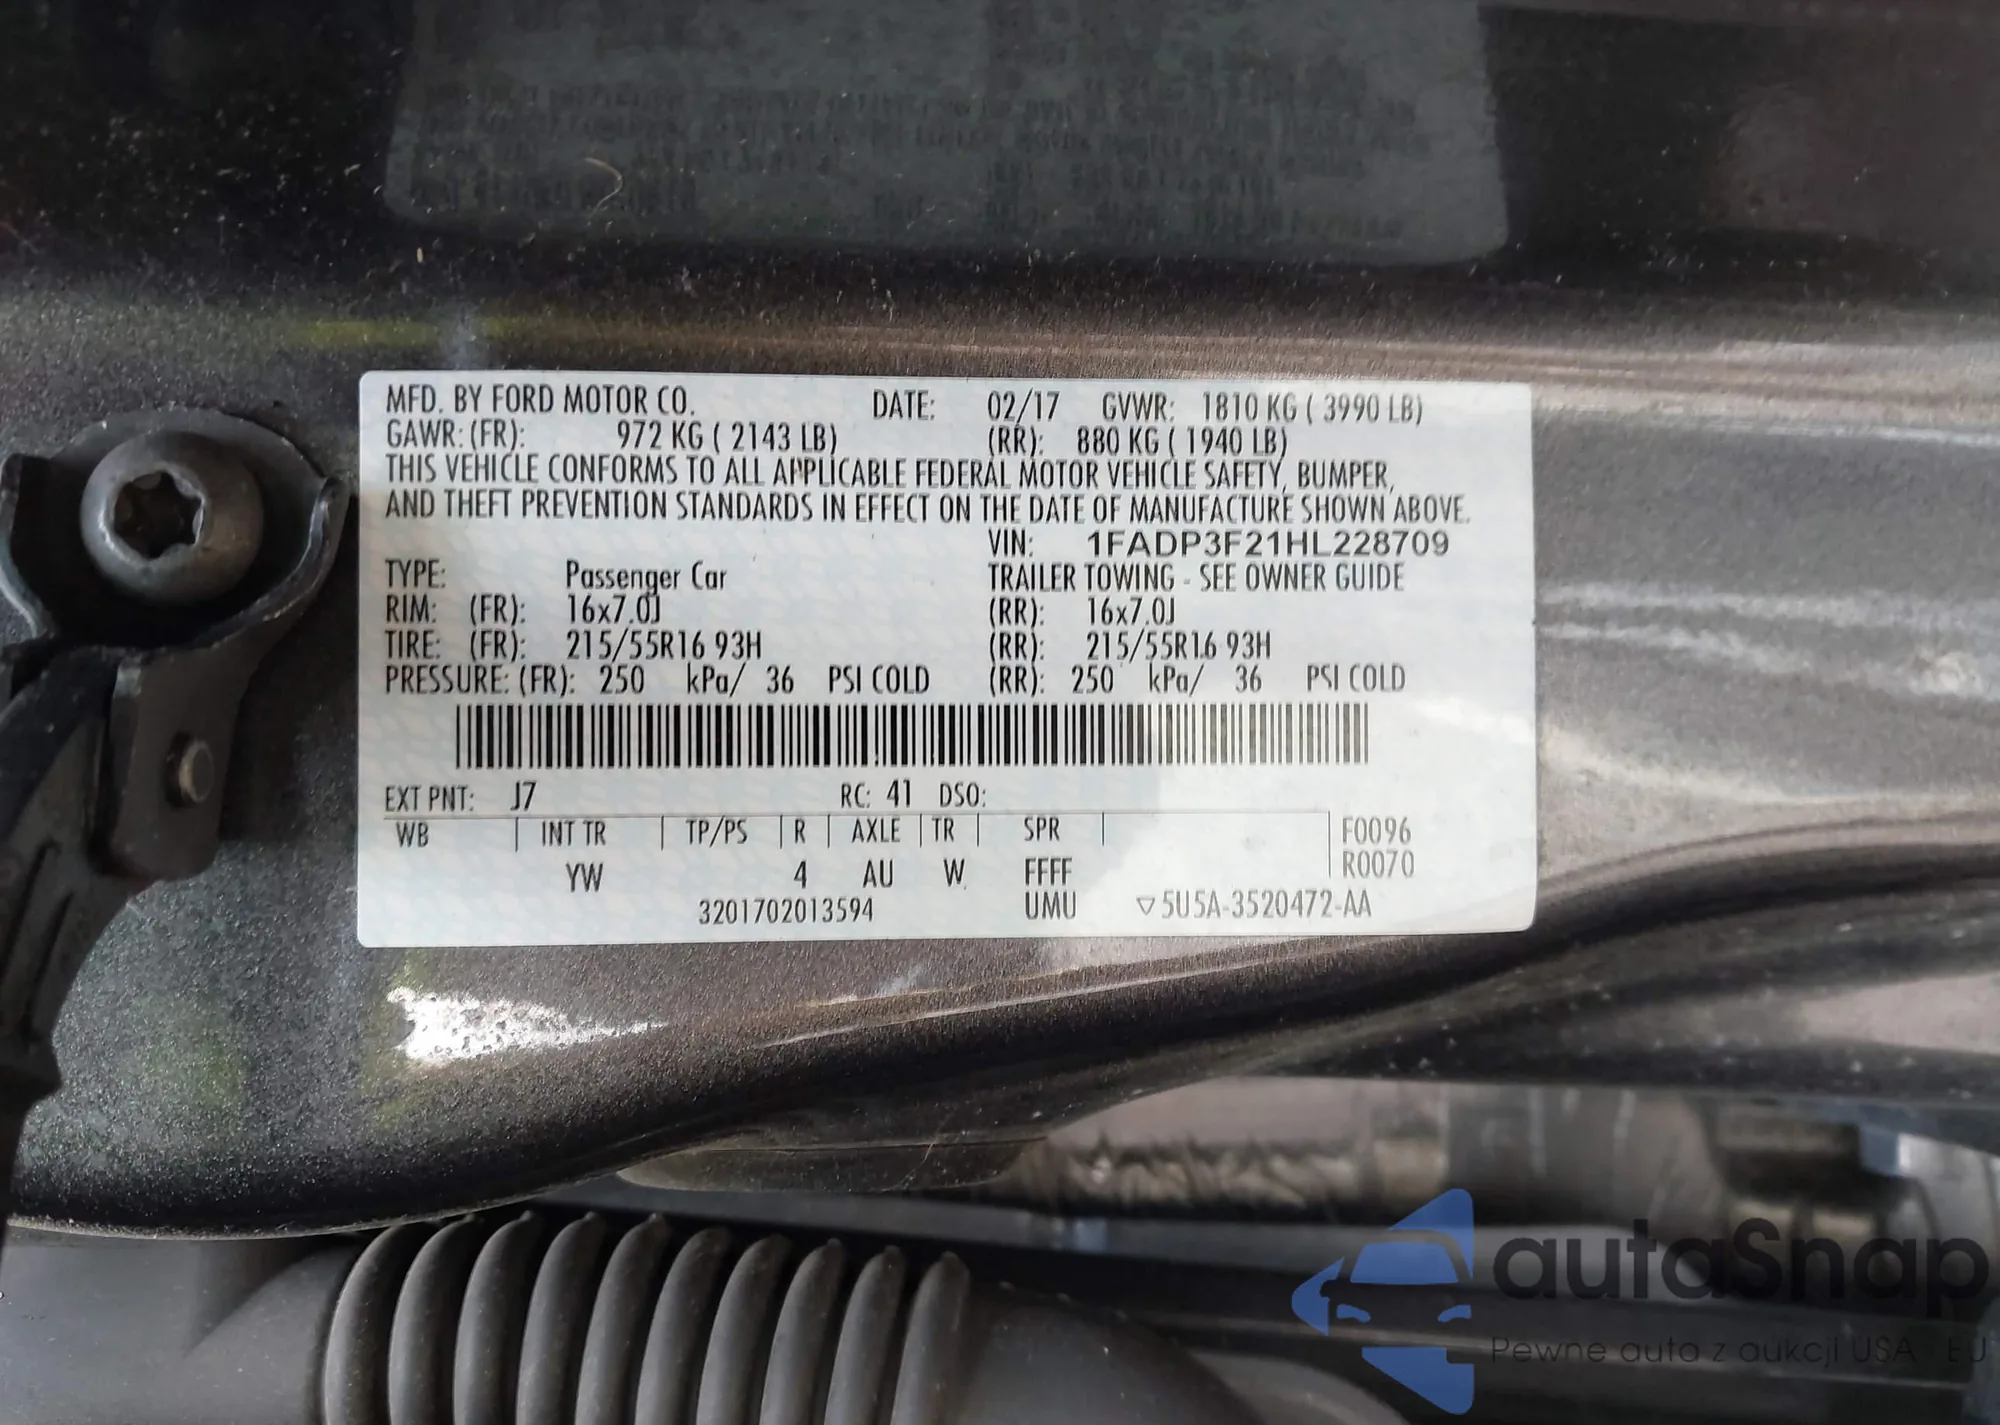 MFD. BY FORD MOTOR CO. DATE: 02/17 GVWR: 1810 KG ( 3990 LB)
GAWR: (FR): 972 KG ( 2143 LB) (RR): 880 KG ( 1940 LB)
THIS VEHICLE CONFORMS TO ALL APPLICABLE FEDERAL MOTOR VEHICLE SAFETY, BUMPER,
AND THEFT PREVENTION STANDARDS IN EFFECT ON THE DATE OF MANUFACTURE SHOWN ABOVE.
VIN: 1FADP3F21HL228709
TYPE: Passenger Car TRAILER TOWING - SEE OWNER GUIDE
RIM: (FR): 16x7.0J (RR): 16x7.0J
TIRE: (FR): 215/55R16 93H (RR): 215/55R16 93H
PRESSURE: (FR): 250 kPa/ 36 PSI COLD (RR): 250 kPa/ 36 PSI COLD
EXT PNT: J7 RC: 41 DSO:
WB INT TR TP/PS R AXLE TR SPR F0096
YW 4 AU W FFFF R0070
3201702013594 UMU ▽5U5A-3520472-AA
autaSnap
Pewne auta z aukcji USA EU